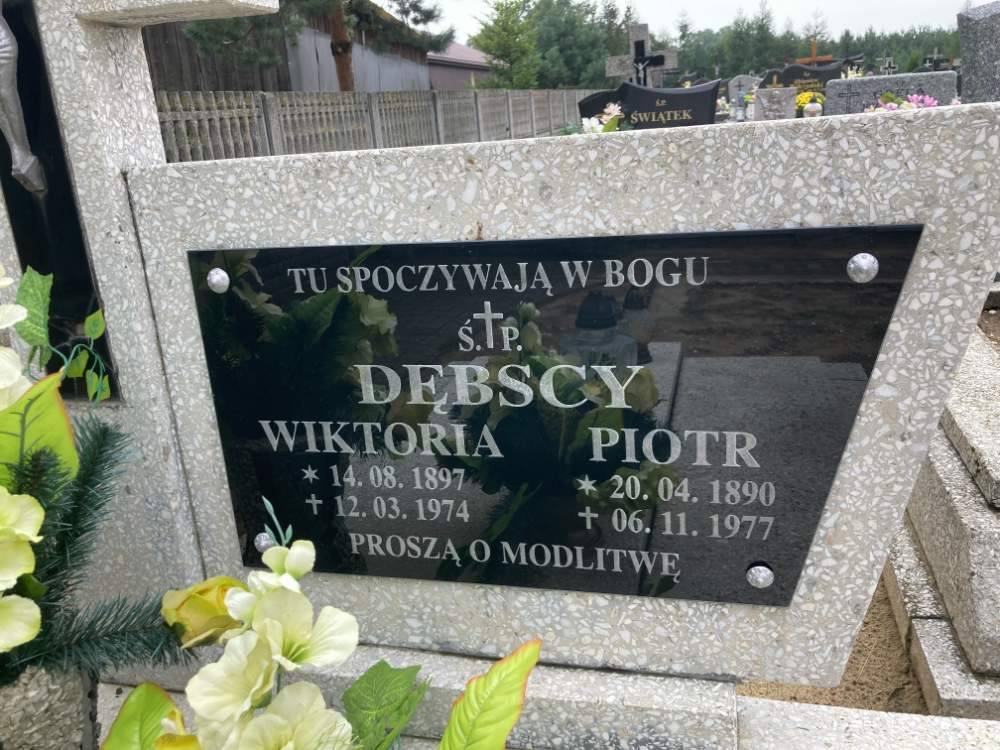 Ś.P.
ŚWIĄTEK
TU SPOCZYWAJĄ W BOGU
Ś.†P.
DĘBSCY
WIKTORIA PIOTR
✶ 14. 08. 1897 ✶ 20. 04. 1890
† 12. 03. 1974 † 06. 11. 1977
PROSZĄ O MODLITWĘ